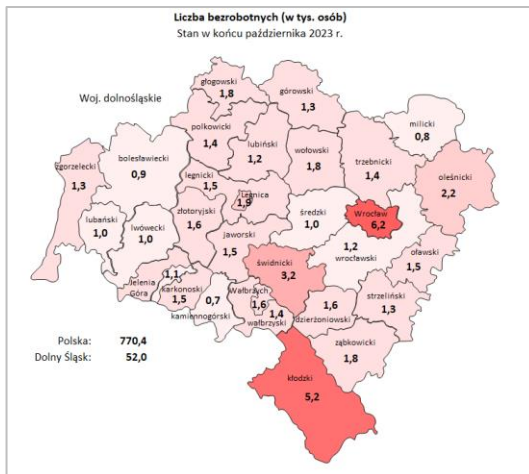 Liczba bezrobotnych (w tys. osób)
Stan w końcu października 2023 r.
Woj. dolnośląskie
głogowski
1,8
górowski
1,3
milicki
0,8
polkowicki
1,4
lubiński
1,2
wołowski
1,8
trzebnicki
1,4
oleśnicki
2,2
zgorzelecki
1,3
bolesławiecki
0,9
legnicki
1,5
Legnica
1,9
lubański
1,0
lwówecki
1,0
złotoryjski
1,6
średzki
1,0
Wrocław
6,2
jaworski
1,5
1,2
wrocławski
oławski
1,5
świdnicki
3,2
Jelenia
Góra
1,1
karkonoski
1,5
0,7
kamiennogórski
Wałbrzych
1,6
1,4
wałbrzyski
1,6
dzierżoniowski
strzeliński
1,3
ząbkowicki
1,8
kłodzki
5,2
Polska: 770,4
Dolny Śląsk: 52,0